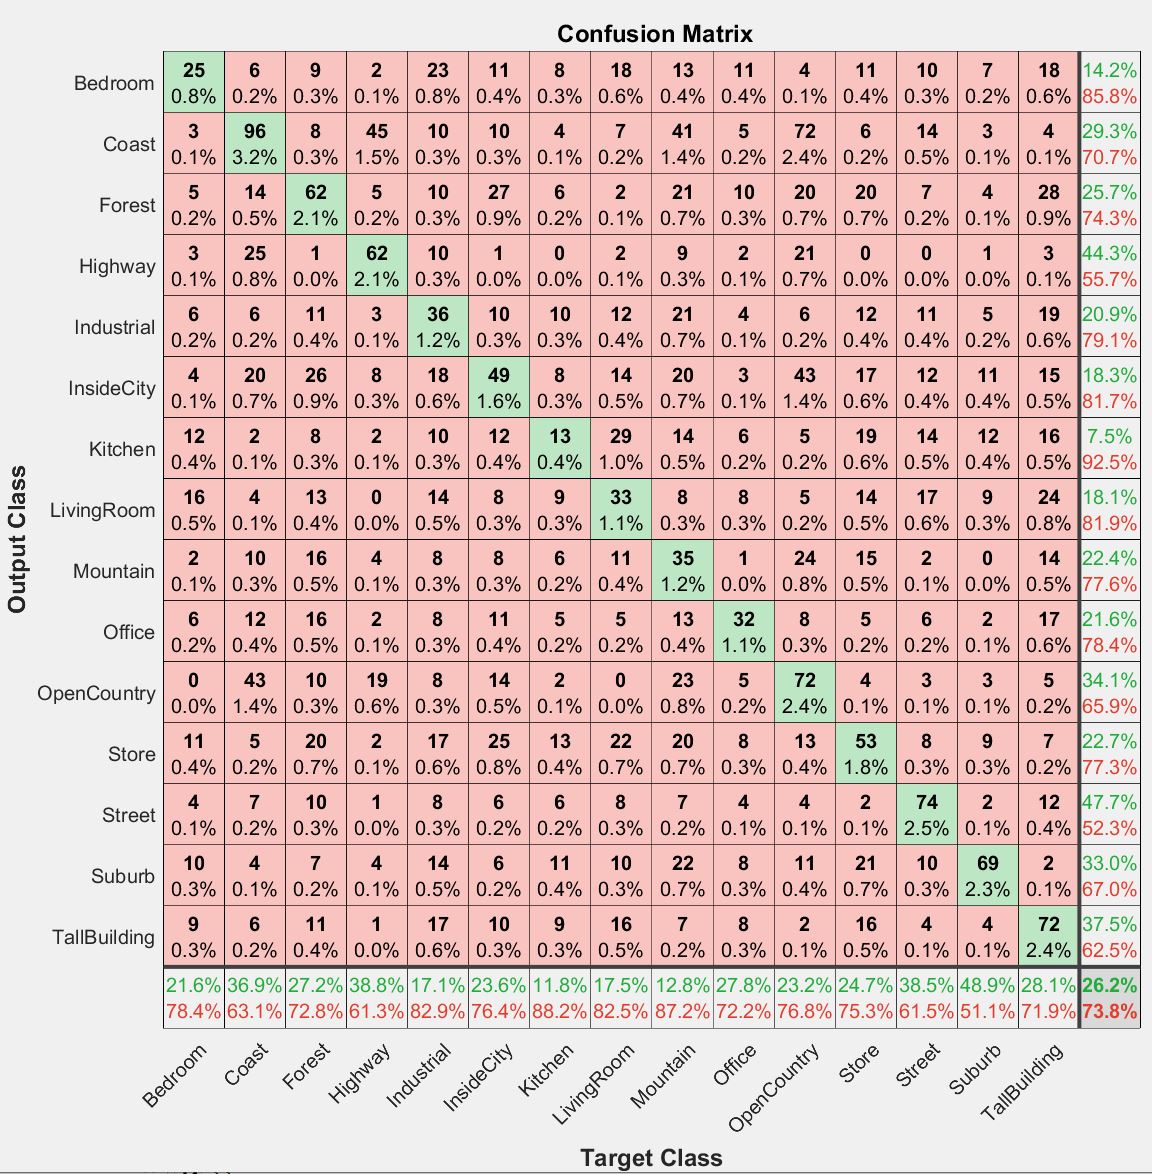 Confusion Matrix
Bedroom 25 6 9 2 23 11 8 18 13 11 4 11 10 7 18 14.2%
0.8% 0.2% 0.3% 0.1% 0.8% 0.4% 0.3% 0.6% 0.4% 0.4% 0.1% 0.4% 0.3% 0.2% 0.6% 85.8%
Coast 3 96 8 45 10 10 4 7 41 5 72 6 14 3 4 29.3%
0.1% 3.2% 0.3% 1.5% 0.3% 0.3% 0.1% 0.2% 1.4% 0.2% 2.4% 0.2% 0.5% 0.1% 0.1% 70.7%
Forest 5 14 62 5 10 27 6 2 21 10 20 20 7 4 28 25.7%
0.2% 0.5% 2.1% 0.2% 0.3% 0.9% 0.2% 0.1% 0.7% 0.3% 0.7% 0.7% 0.2% 0.1% 0.9% 74.3%
Highway 3 25 1 62 10 1 0 2 9 2 21 0 0 1 3 44.3%
0.1% 0.8% 0.0% 2.1% 0.3% 0.0% 0.0% 0.1% 0.3% 0.1% 0.7% 0.0% 0.0% 0.0% 0.1% 55.7%
Industrial 6 6 11 3 36 10 10 12 21 4 6 12 11 5 19 20.9%
0.2% 0.2% 0.4% 0.1% 1.2% 0.3% 0.3% 0.4% 0.7% 0.1% 0.2% 0.4% 0.4% 0.2% 0.6% 79.1%
InsideCity 4 20 26 8 18 49 8 14 20 3 43 17 12 11 15 18.3%
0.1% 0.7% 0.9% 0.3% 0.6% 1.6% 0.3% 0.5% 0.7% 0.1% 1.4% 0.6% 0.4% 0.4% 0.5% 81.7%
Kitchen 12 2 8 2 10 12 13 29 14 6 5 19 14 12 16 7.5%
0.4% 0.1% 0.3% 0.1% 0.3% 0.4% 0.4% 1.0% 0.5% 0.2% 0.2% 0.6% 0.5% 0.4% 0.5% 92.5%
LivingRoom 16 4 13 0 14 8 9 33 8 8 5 14 17 9 24 18.1%
0.5% 0.1% 0.4% 0.0% 0.5% 0.3% 0.3% 1.1% 0.3% 0.3% 0.2% 0.5% 0.6% 0.3% 0.8% 81.9%
Mountain 2 10 16 4 8 8 6 11 35 1 24 15 2 0 14 22.4%
0.1% 0.3% 0.5% 0.1% 0.3% 0.3% 0.2% 0.4% 1.2% 0.0% 0.8% 0.5% 0.1% 0.0% 0.5% 77.6%
Office 6 12 16 2 8 11 5 5 13 32 8 5 6 2 17 21.6%
0.2% 0.4% 0.5% 0.1% 0.3% 0.4% 0.2% 0.2% 0.4% 1.1% 0.3% 0.2% 0.2% 0.1% 0.6% 78.4%
OpenCountry 0 43 10 19 8 14 2 0 23 5 72 4 3 3 5 34.1%
0.0% 1.4% 0.3% 0.6% 0.3% 0.5% 0.1% 0.0% 0.8% 0.2% 2.4% 0.1% 0.1% 0.1% 0.2% 65.9%
Store 11 5 20 2 17 25 13 22 20 8 13 53 8 9 7 22.7%
0.4% 0.2% 0.7% 0.1% 0.6% 0.8% 0.4% 0.7% 0.7% 0.3% 0.4% 1.8% 0.3% 0.3% 0.2% 77.3%
Street 4 7 10 1 8 6 6 8 7 4 4 2 74 2 12 47.7%
0.1% 0.2% 0.3% 0.0% 0.3% 0.2% 0.2% 0.3% 0.2% 0.1% 0.1% 0.1% 2.5% 0.1% 0.4% 52.3%
Suburb 10 4 7 4 14 6 11 10 22 8 11 21 10 69 2 33.0%
0.3% 0.1% 0.2% 0.1% 0.5% 0.2% 0.4% 0.3% 0.7% 0.3% 0.4% 0.7% 0.3% 2.3% 0.1% 67.0%
TallBuilding 9 6 11 1 17 10 9 16 7 8 2 16 4 4 72 37.5%
0.3% 0.2% 0.4% 0.0% 0.6% 0.3% 0.3% 0.5% 0.2% 0.3% 0.1% 0.5% 0.1% 0.1% 2.4% 62.5%
21.6% 36.9% 27.2% 38.8% 17.1% 23.6% 11.8% 17.5% 12.8% 27.8% 23.2% 24.7% 38.5% 48.9% 28.1% 26.2%
78.4% 63.1% 72.8% 61.3% 82.9% 76.4% 88.2% 82.5% 87.2% 72.2% 76.8% 75.3% 61.5% 51.1% 71.9% 73.8%
Bedroom Coast Forest Highway Industrial InsideCity Kitchen LivingRoom Mountain Office OpenCountry Store Street Suburb TallBuilding
Target Class
Output Class